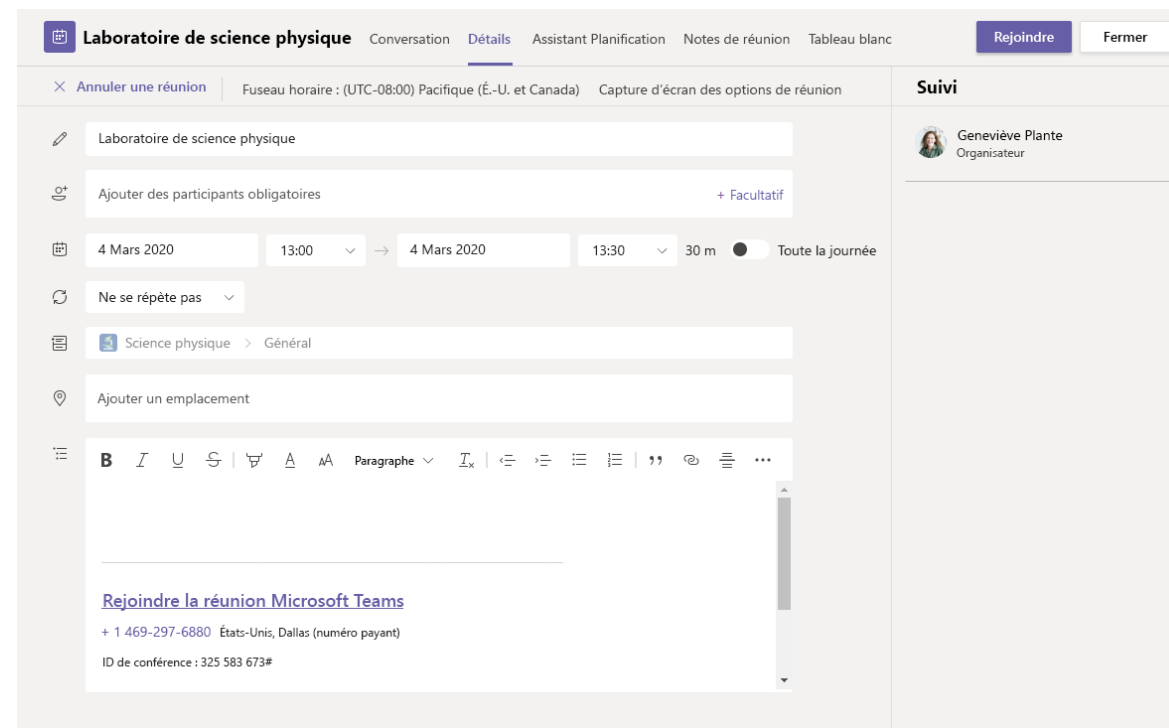 Laboratoire de science physique Conversation Détails Assistant Planification Notes de réunion Tableau blanc Rejoindre Fermer
Annuler une réunion Fuseau horaire : (UTC-08:00) Pacifique (É.-U. et Canada) Capture d'écran des options de réunion Suivi
Laboratoire de science physique
Geneviève Plante
Organisateur
Ajouter des participants obligatoires + Facultatif
4 Mars 2020 13:00 → 4 Mars 2020 13:30 30 m Toute la journée
Ne se répète pas
Science physique > Général
Ajouter un emplacement
B I U S A AA Paragraphe Tx
Rejoindre la réunion Microsoft Teams
+ 1 469-297-6880 États-Unis, Dallas (numéro payant)
ID de conférence : 325 583 673#